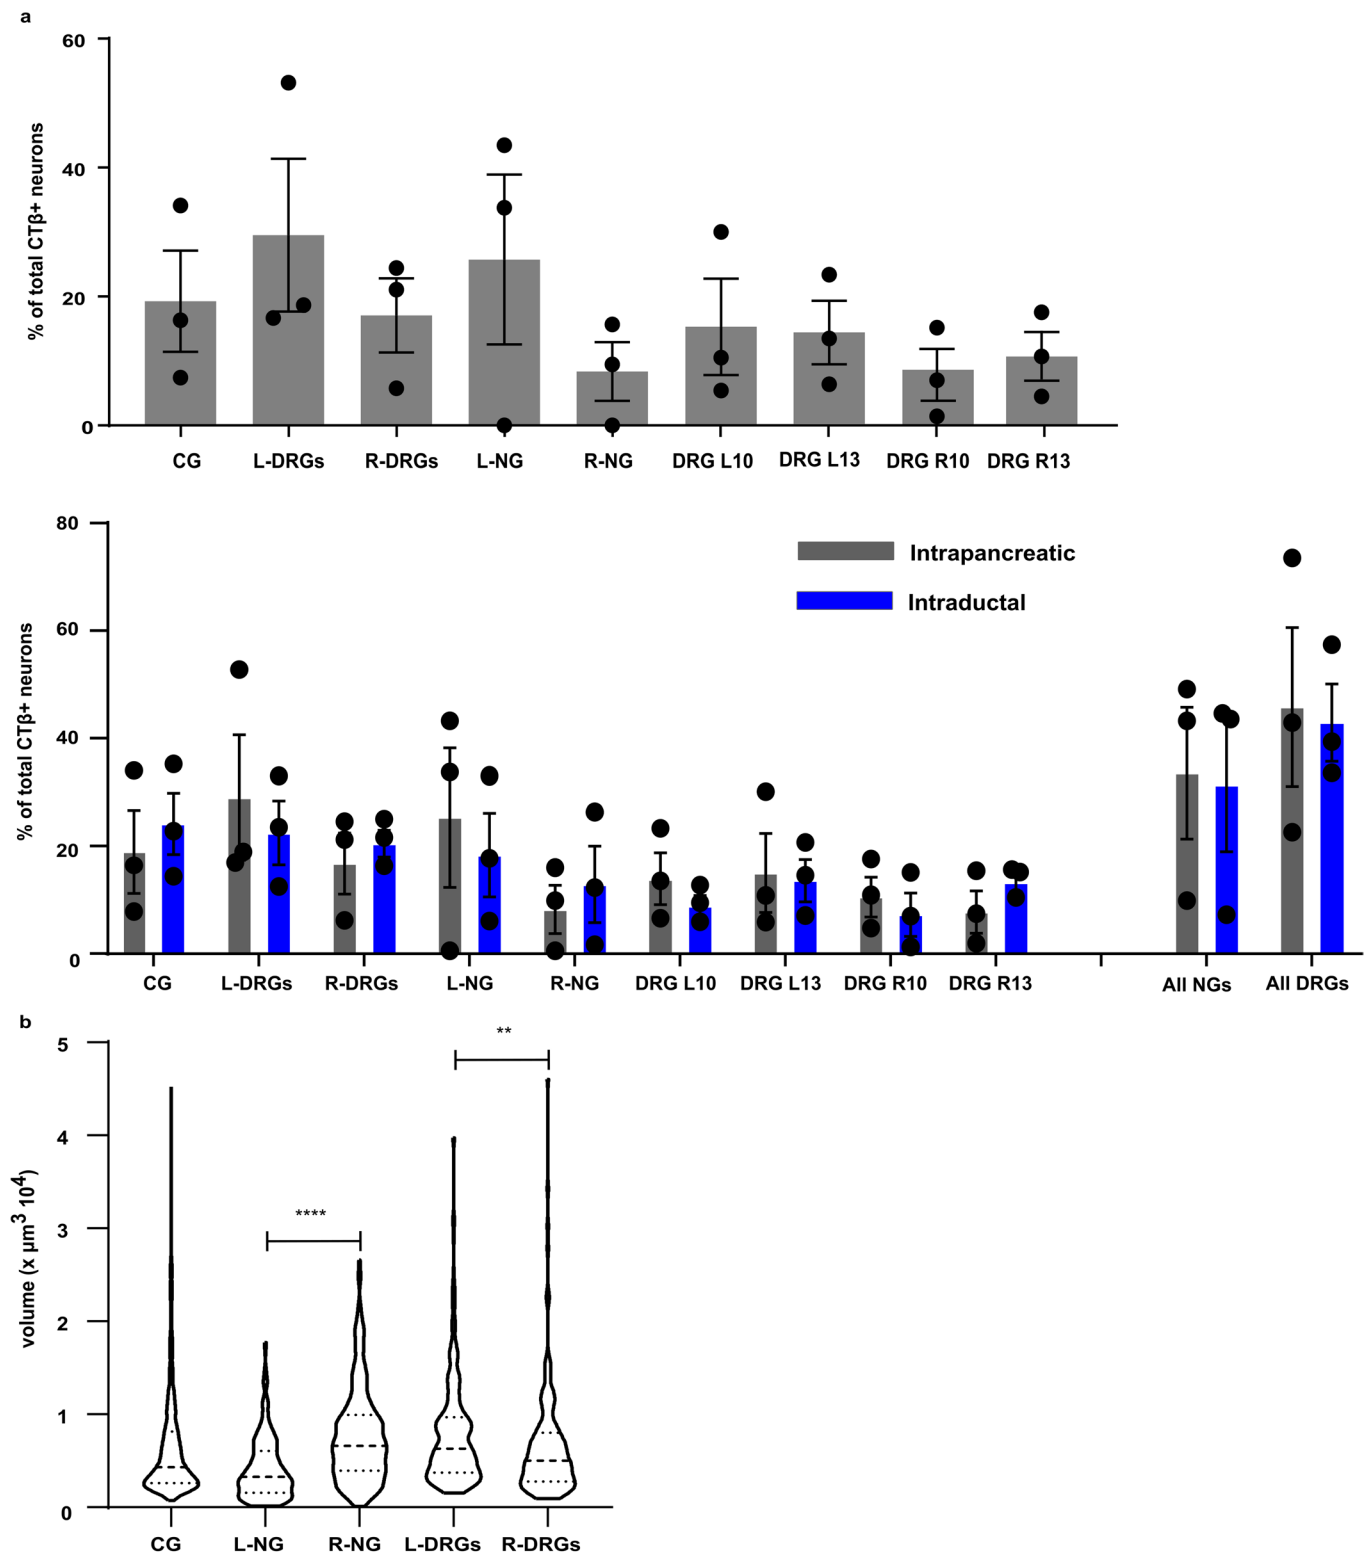 a
60
40
20
0
% of total CTβ+ neurons
CG L-DRGs R-DRGs L-NG R-NG DRG L10 DRG L13 DRG R10 DRG R13
80
60
40
20
0
% of total CTβ+ neurons
Intrapancreatic
Intraductal
CG L-DRGs R-DRGs L-NG R-NG DRG L10 DRG L13 DRG R10 DRG R13 All NGs All DRGs
b
5
4
3
2
1
0
volume (x µm³ 10⁴)
****
**
CG L-NG R-NG L-DRGs R-DRGs